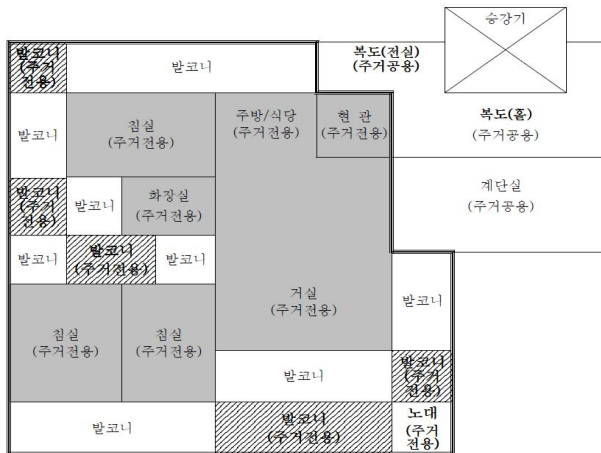 승강기
발코니
(주거
전용)
발코니
복도(전실)
(주거공용)
발코니
침실
(주거전용)
주방/식당
(주거전용)
현 관
(주거전용)
복도(홀)
(주거공용)
발코니
(주거
전용)
발코니
화장실
(주거전용)
계단실
(주거공용)
발코니
발코니
(주거전용)
발코니
거실
(주거전용)
발코니
침실
(주거전용)
침실
(주거전용)
발코니
발코니
(주거
전용)
발코니
발코니
(주거전용)
노대
(주거
전용)